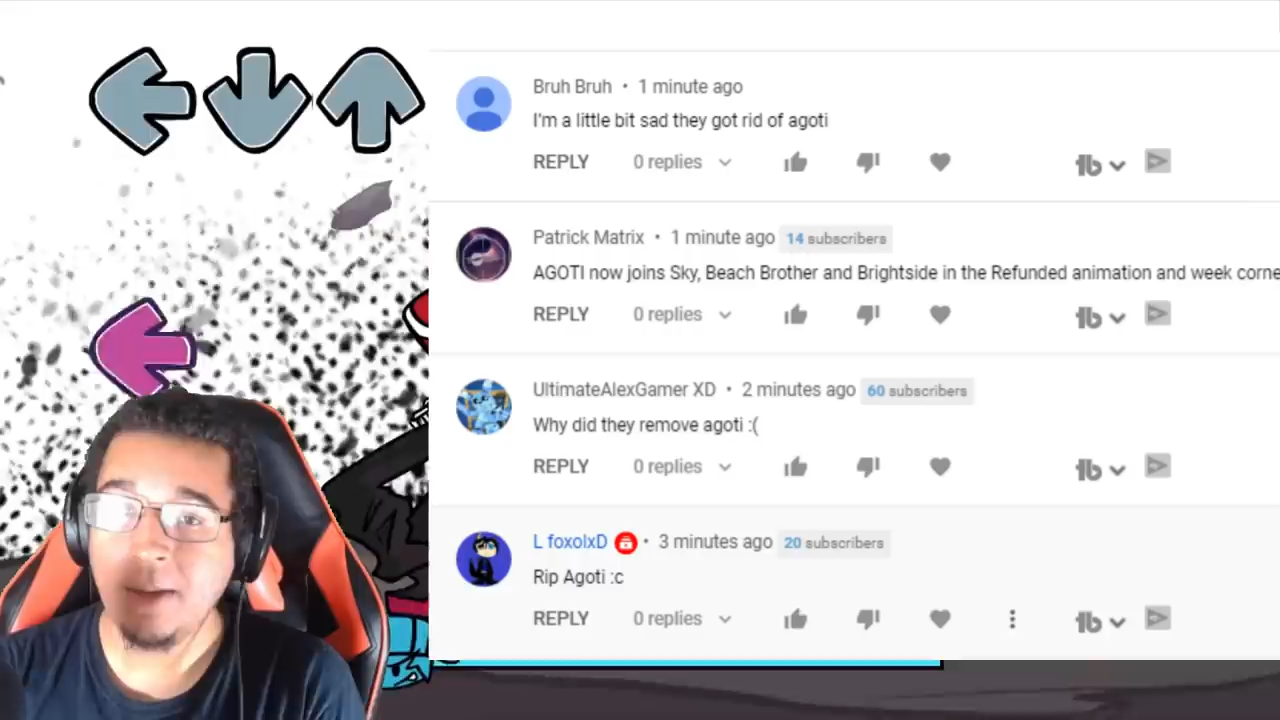 Bruh Bruh • 1 minute ago
I'm a little bit sad they got rid of agoti
REPLY 0 replies
Patrick Matrix • 1 minute ago 14 subscribers
AGOTI now joins Sky, Beach Brother and Brightside in the Refunded animation and week corne
REPLY 0 replies
UltimateAlexGamer XD • 2 minutes ago 60 subscribers
Why did they remove agoti :(
REPLY 0 replies
L foxolxD • 3 minutes ago 20 subscribers
Rip Agoti :c
REPLY 0 replies